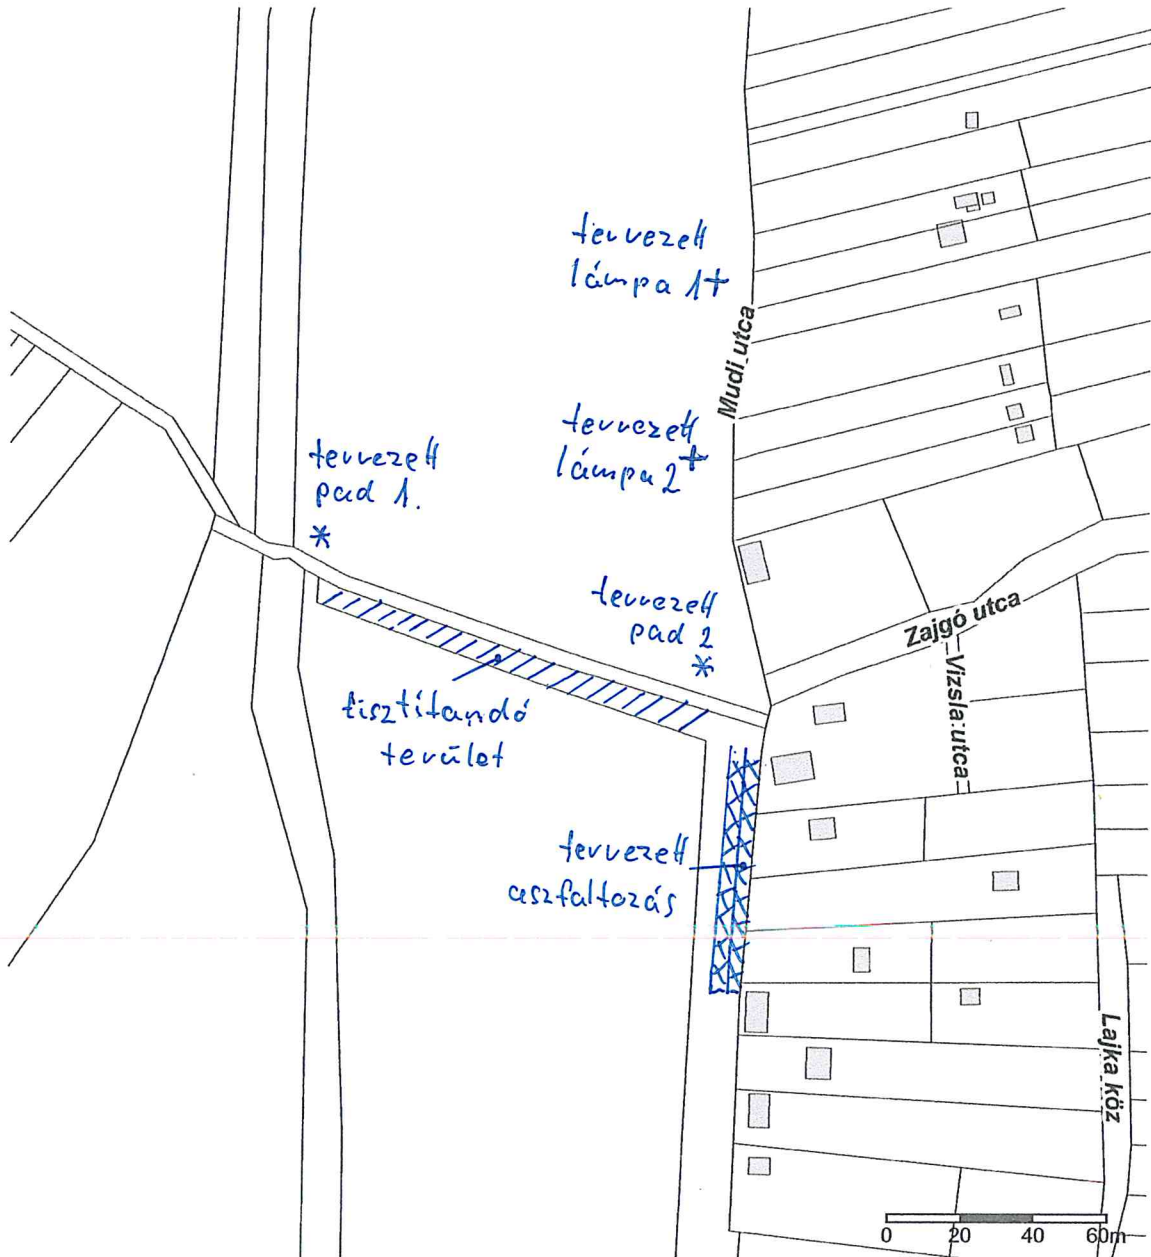 tervezett
lámpa 1+
Mudi utca
tervezett
lámpa 2+
tervezett
pad 1.
*
tervezett
pad 2
*
Zajgó utca
Vizsla utca
tisztítandó
terület
tervezett
aszfaltozás
Lajka köz
0 20 40 60m